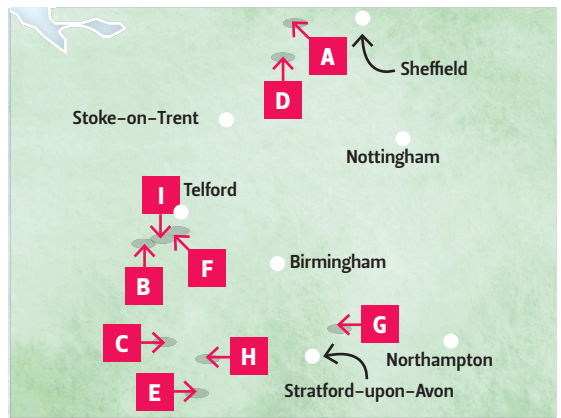 A
Sheffield
D
Stoke-on-Trent
Nottingham
I
Telford
F
B
Birmingham
G
C
H
Northampton
E
Stratford-upon-Avon